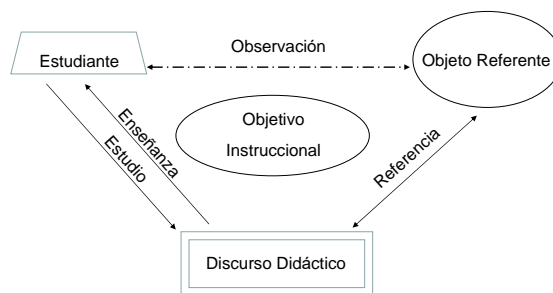 Observación
Estudiante
Objeto Referente
Objetivo
Instruccional
Enseñanza
Estudio
Referencia
Discurso Didáctico